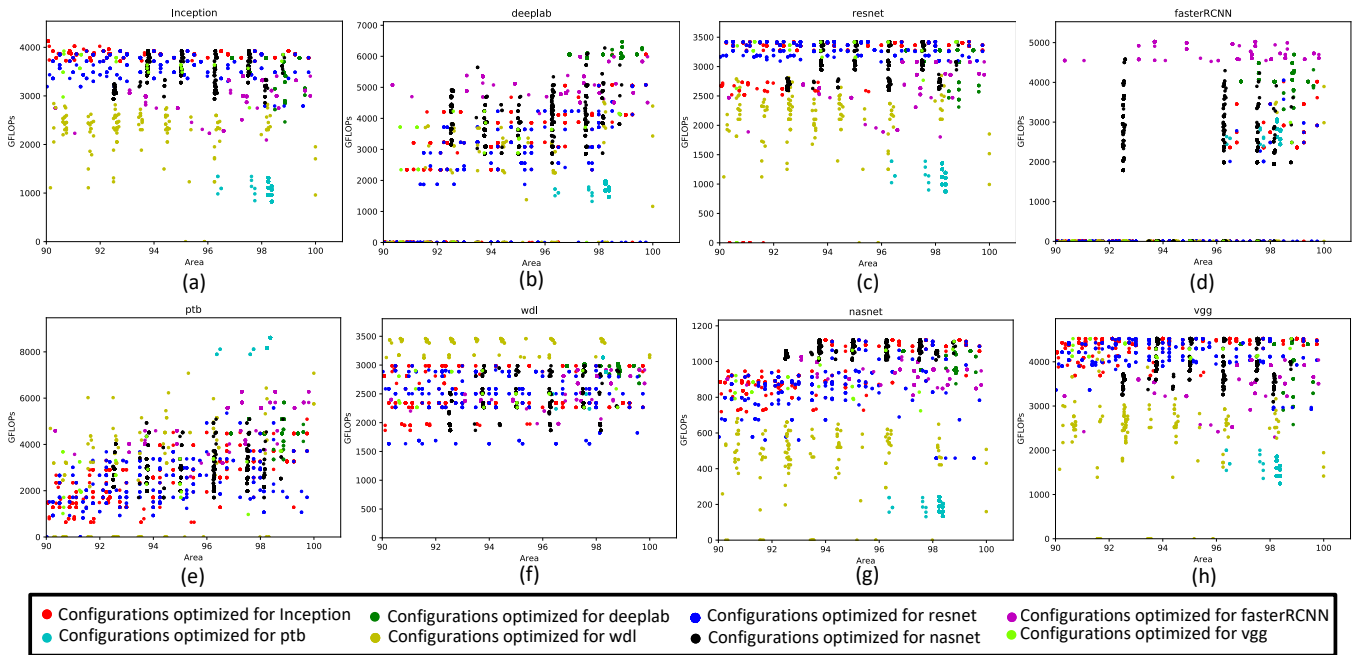 Inception
GFLOPs
4000
3000
2000
1000
0
90 92 94 96 98 100
Area
(a)
deeplab
GFLOPs
7000
6000
5000
4000
3000
2000
1000
0
90 92 94 96 98 100
Area
(b)
resnet
GFLOPs
3500
3000
2500
2000
1500
1000
500
0
90 92 94 96 98 100
Area
(c)
fasterRCNN
GFLOPs
5000
4000
3000
2000
1000
0
90 92 94 96 98 100
Area
(d)
ptb
GFLOPs
8000
6000
4000
2000
0
90 92 94 96 98 100
Area
(e)
wdl
GFLOPs
3500
3000
2500
2000
1500
1000
500
0
90 92 94 96 98 100
Area
(f)
nasnet
GFLOPs
1200
1000
800
600
400
200
0
90 92 94 96 98 100
Area
(g)
vgg
GFLOPs
4000
3000
2000
1000
0
90 92 94 96 98 100
Area
(h)
Configurations optimized for Inception
Configurations optimized for deeplab
Configurations optimized for resnet
Configurations optimized for fasterRCNN
Configurations optimized for ptb
Configurations optimized for wdl
Configurations optimized for nasnet
Configurations optimized for vgg